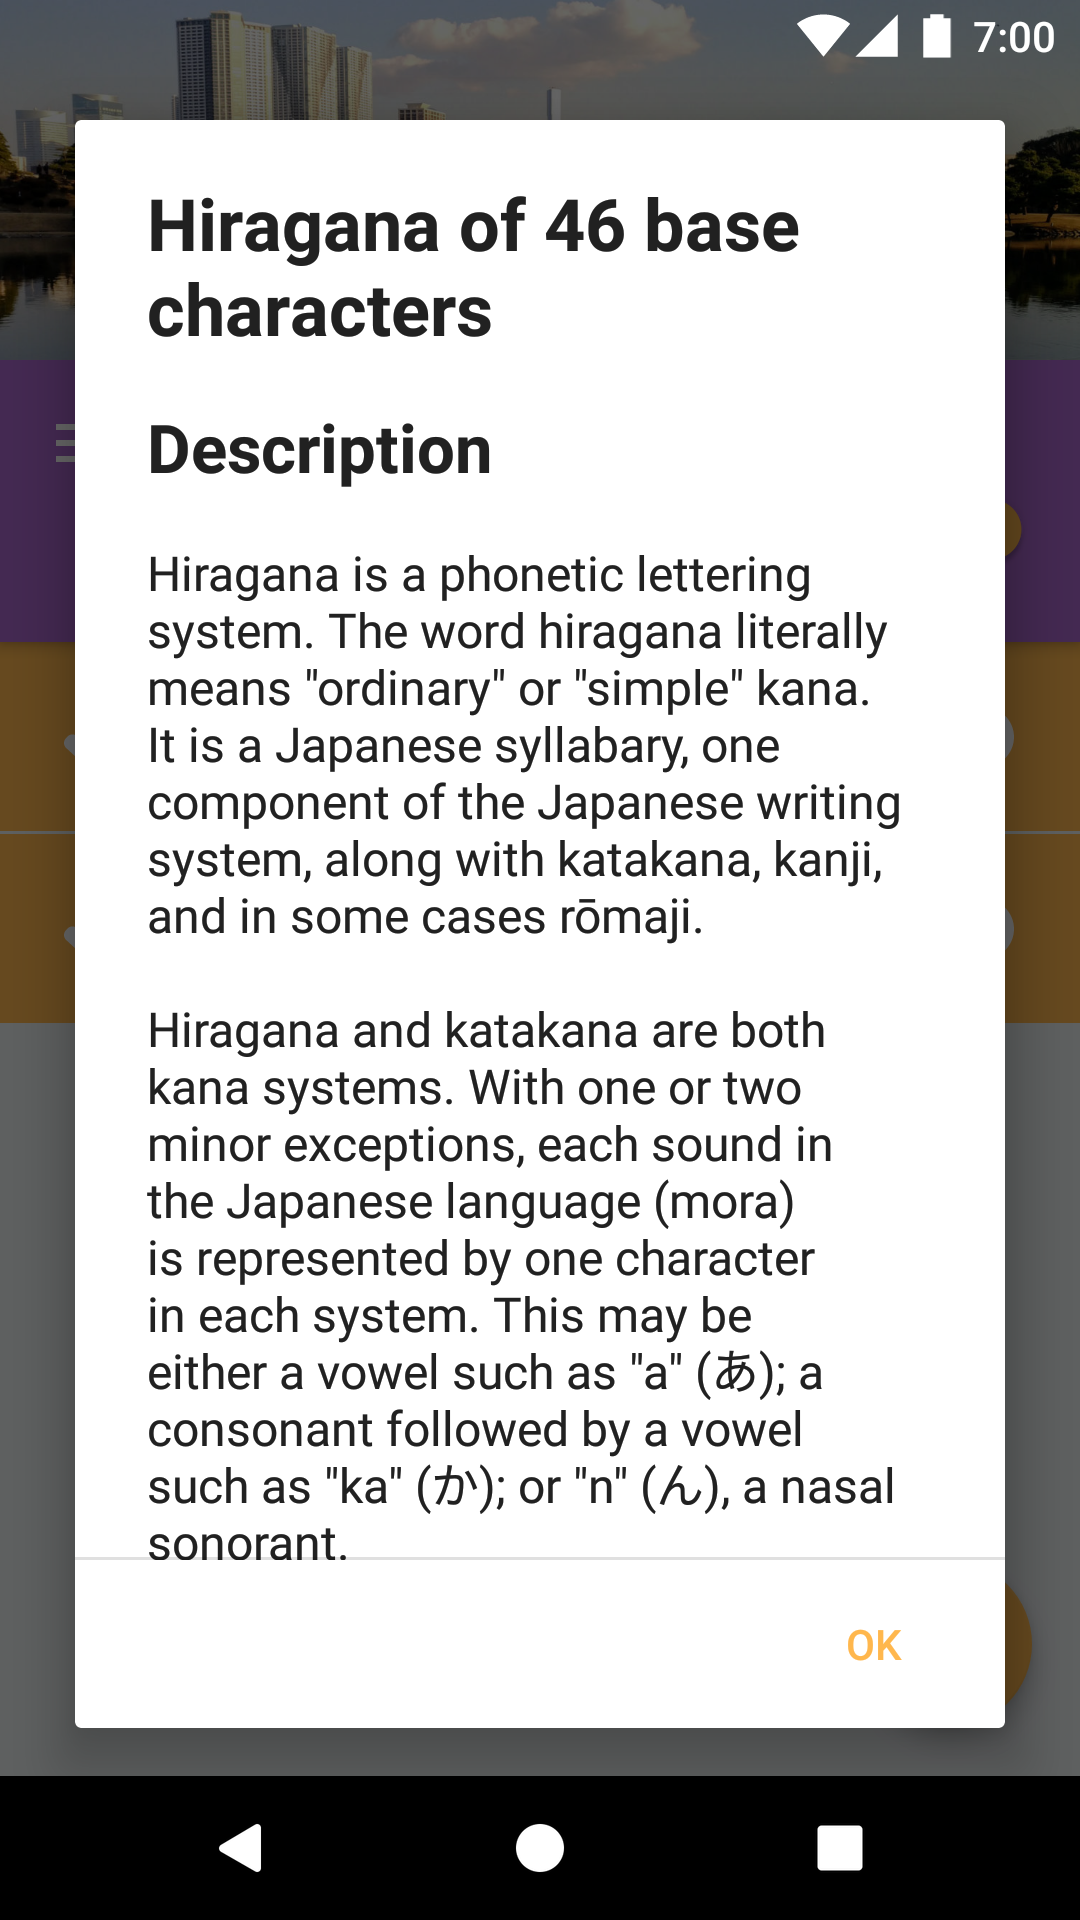 7:00
Hiragana of 46 base
characters
Description
Hiragana is a phonetic lettering
system. The word hiragana literally
means "ordinary" or "simple" kana.
It is a Japanese syllabary, one
component of the Japanese writing
system, along with katakana, kanji,
and in some cases rōmaji.
Hiragana and katakana are both
kana systems. With one or two
minor exceptions, each sound in
the Japanese language (mora)
is represented by one character
in each system. This may be
either a vowel such as "a" (あ); a
consonant followed by a vowel
such as "ka" (か); or "n" (ん), a nasal
sonorant.
OK